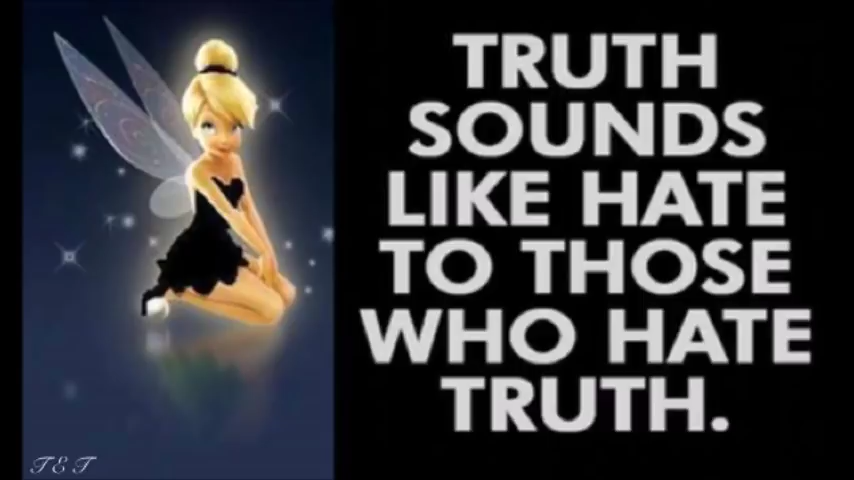 TRUTH
SOUNDS
LIKE HATE
TO THOSE
WHO HATE
TRUTH.
T&T